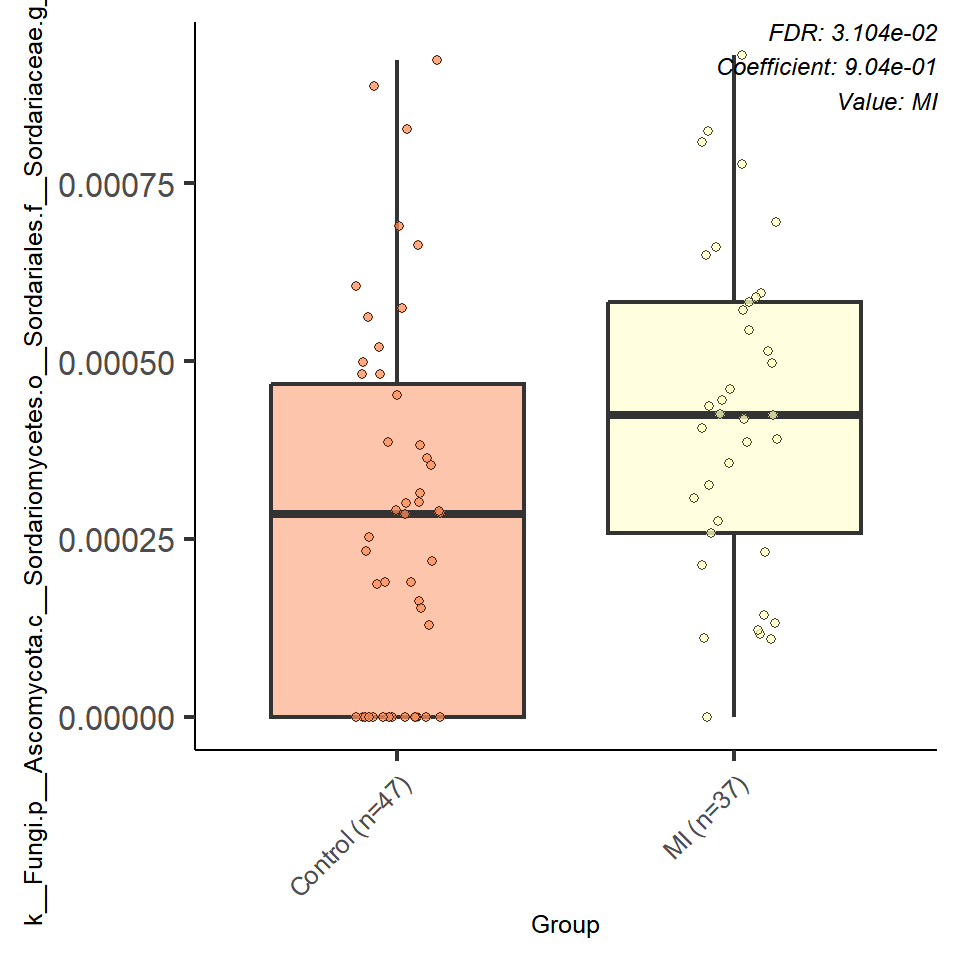 FDR: 3.104e-02
Coefficient: 9.04e-01
Value: MI
k__Fungi.p__Ascomycota.c__Sordariomycetes.o__Sordariales.f__Sordariaceae.g_
0.00075
0.00050
0.00025
0.00000
Control (n=47)
MI (n=37)
Group